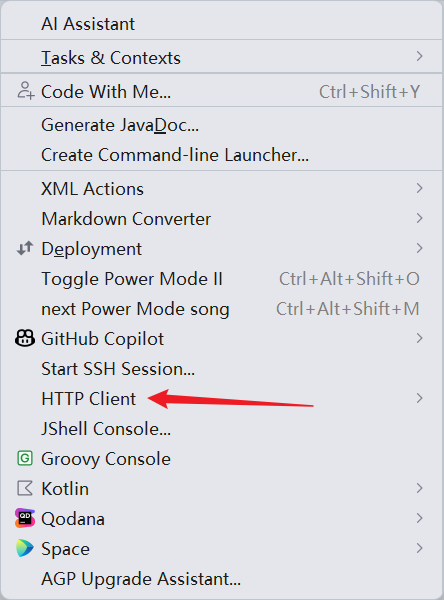 AI Assistant
Tasks & Contexts
Code With Me... Ctrl+Shift+Y
Generate JavaDoc...
Create Command-line Launcher...
XML Actions
Markdown Converter
Deployment
Toggle Power Mode II Ctrl+Alt+Shift+O
next Power Mode song Ctrl+Alt+Shift+M
GitHub Copilot
Start SSH Session...
HTTP Client
JShell Console...
G Groovy Console
Kotlin
QD Qodana
Space
AGP Upgrade Assistant...